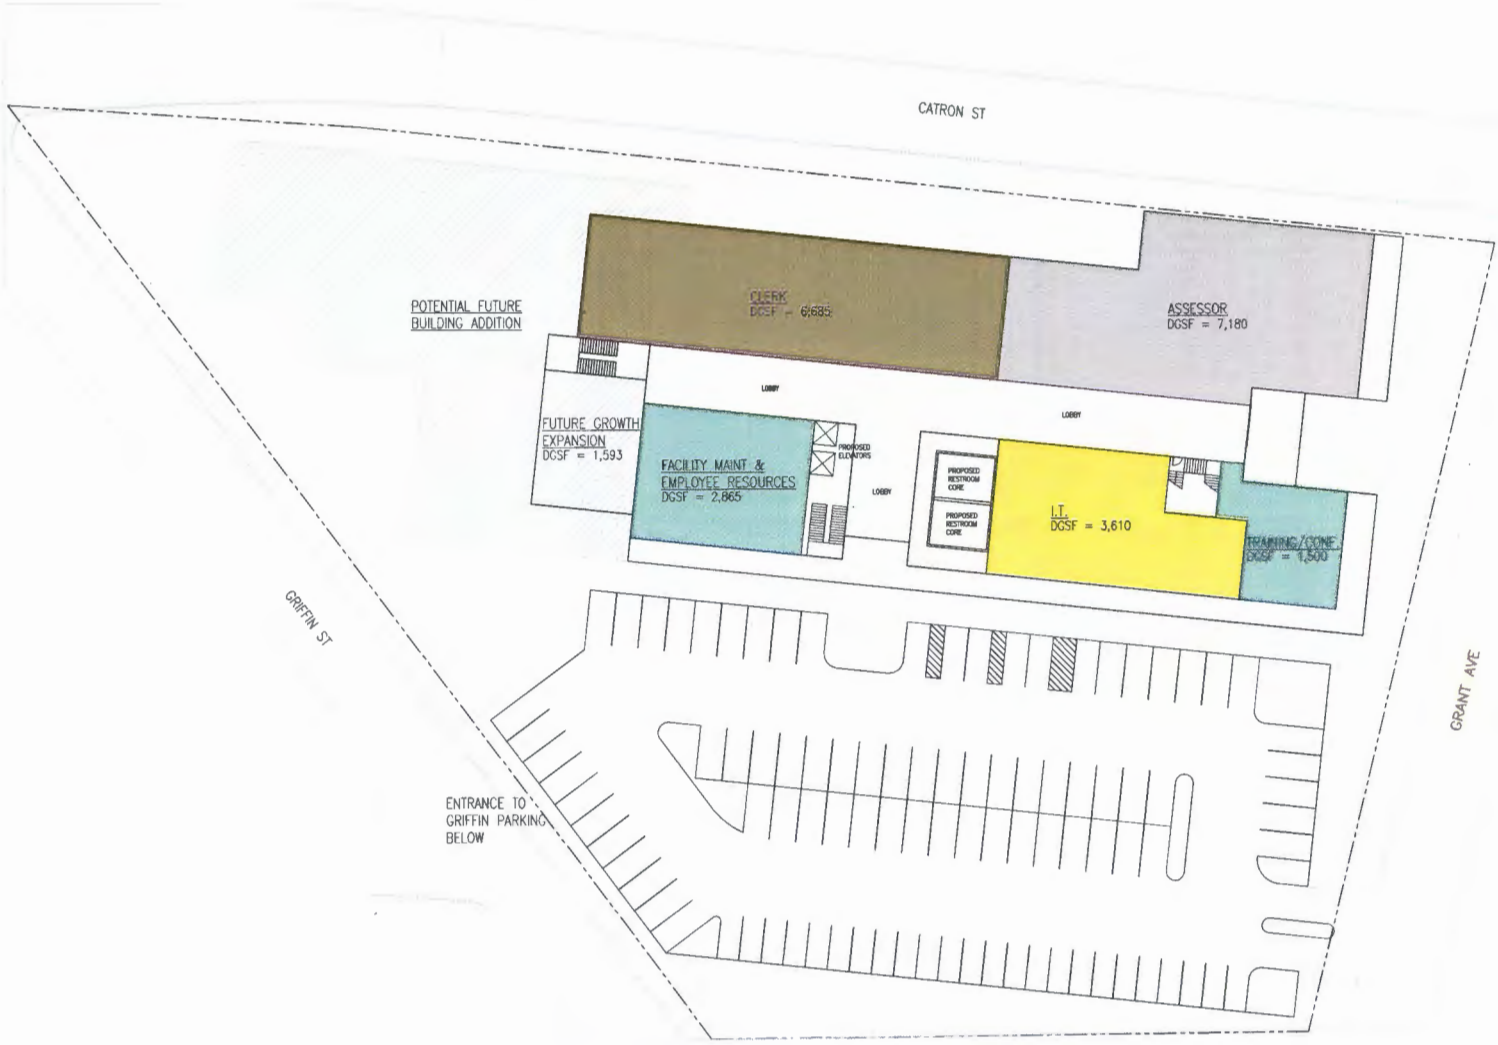 CATRON ST
CLERK
DGSF = 6,685
ASSESSOR
DGSF = 7,180
POTENTIAL FUTURE
BUILDING ADDITION
LOBBY
LOBBY
FUTURE GROWTH
EXPANSION
DGSF = 1,593
FACILITY MAINT &
EMPLOYEE RESOURCES
DGSF = 2,865
PROPOSED
ELEVATORS
LOBBY
PROPOSED
RESTROOM
CORE
PROPOSED
RESTROOM
CORE
I.T.
DGSF = 3,610
TRAINING/CONF.
DGSF = 1,500
GRIFFIN ST
GRANT AVE
ENTRANCE TO
GRIFFIN PARKING
BELOW